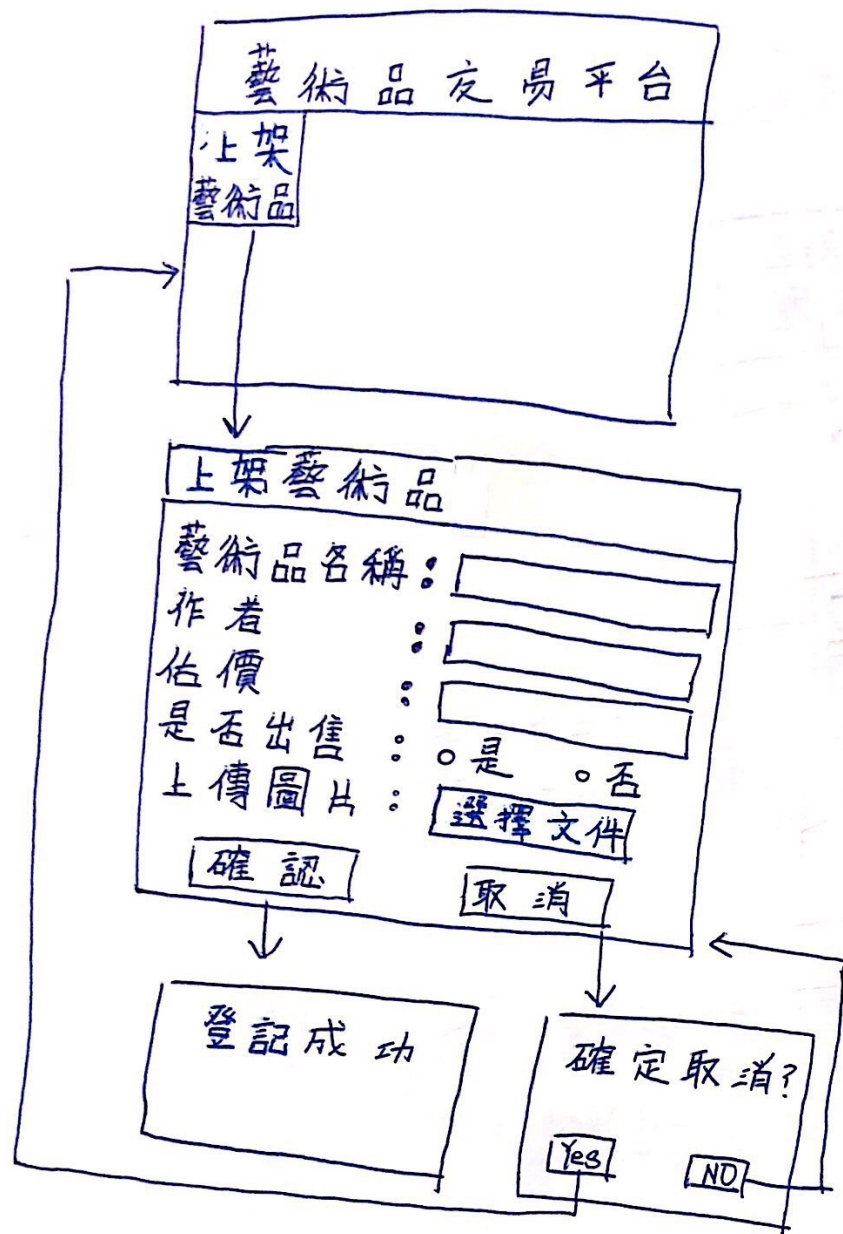 藝術品交易平台
上架
藝術品
上架藝術品
藝術品名稱：
作者：
估價：
是否出售：是 否
上傳圖片：選擇文件
確認 取消
登記成功
確定取消?
Yes NO